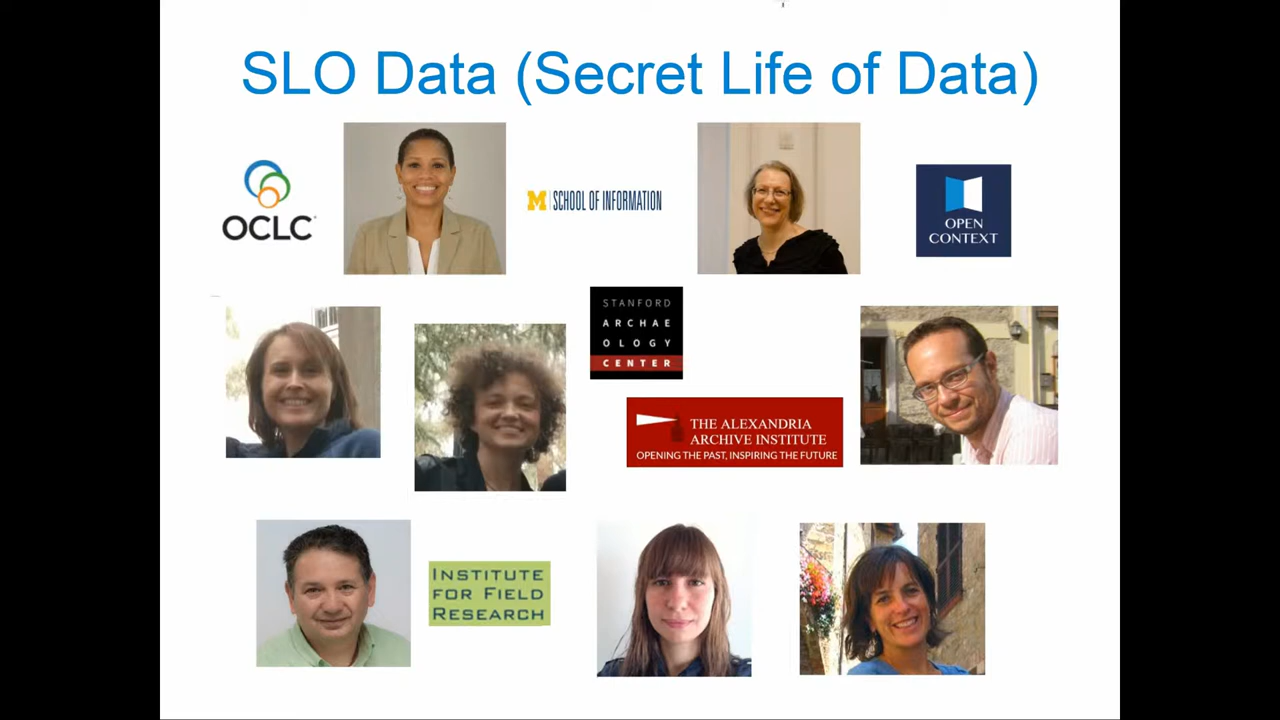 SLO Data (Secret Life of Data)
OCLC
M SCHOOL OF INFORMATION
OPEN
CONTEXT
STANFORD
ARCHAE
OLOGY
CENTER
THE ALEXANDRIA
ARCHIVE INSTITUTE
OPENING THE PAST, INSPIRING THE FUTURE
INSTITUTE
FOR FIELD
RESEARCH